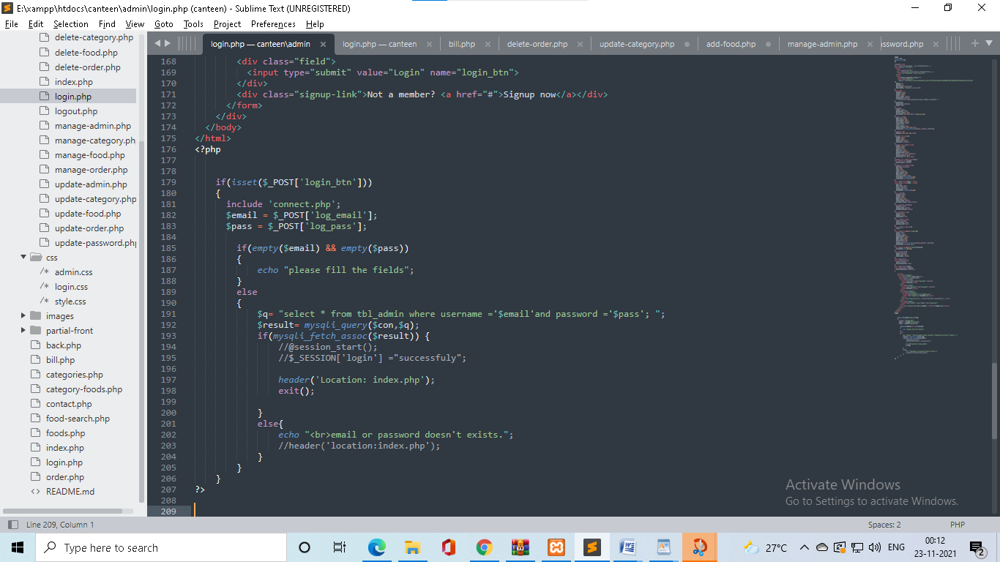 E:\xampp\htdocs\canteen\admin\login.php (canteen) - Sublime Text (UNREGISTERED)
File Edit Selection Find View Goto Tools Project Preferences Help
delete-category.php
delete-food.php
delete-order.php
index.php
login.php
logout.php
manage-admin.php
manage-category.ph
manage-food.php
manage-order.php
update-admin.php
update-category.php
update-food.php
update-order.php
update-password.php
css
/* admin.css
/* login.css
/* style.css
images
partial-front
back.php
bill.php
categories.php
category-foods.php
contact.php
food-search.php
foods.php
index.php
login.php
order.php
<> README.md
login.php — canteen\admin × login.php — canteen × bill.php × delete-order.php × update-category.php add-food.php manage-admin.php × ssword.php × +
168 <div class="field">
169 <input type="submit" value="Login" name="login_btn">
170 </div>
171 <div class="signup-link">Not a member? <a href="#">Signup now</a></div>
172 </form>
173 </div>
174 </body>
175 </html>
176 <?php
177
178
179 if(isset($_POST['login_btn']))
180 {
181 include 'connect.php';
182 $email = $_POST['log_email'];
183 $pass = $_POST['log_pass'];
184
185 if(empty($email) && empty($pass))
186 {
187 echo "please fill the fields";
188 }
189 else
190 {
191 $q= "select * from tbl_admin where username ='$email'and password ='$pass'; ";
192 $result= mysqli_query($con,$q);
193 if(mysqli_fetch_assoc($result)) {
194 //@session_start();
195 //$_SESSION['login'] ="successfuly";
196
197 header('Location: index.php');
198 exit();
199
200 }
201 else{
202 echo "<br>email or password doesn't exists.";
203 //header('location:index.php');
204 }
205 }
206 }
207 ?>
208
209
Activate Windows
Go to Settings to activate Windows.
Line 209, Column 1 Spaces: 2 PHP
Type here to search 27°C ENG 00:12 23-11-2021 2